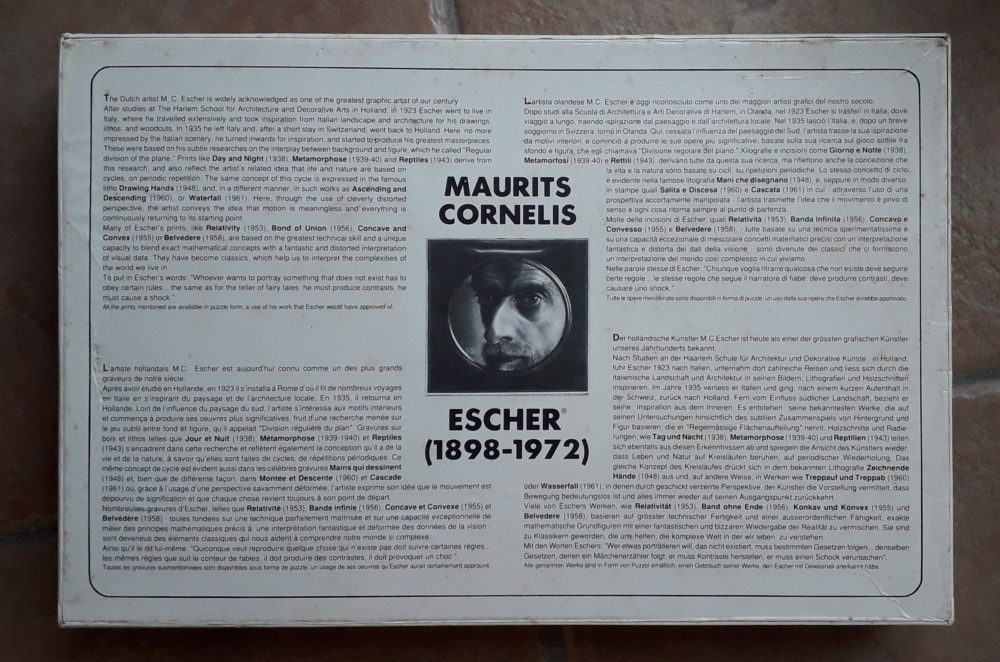 The Dutch artist M. C. Escher is widely acknowledged as one of the greatest graphic artist of our century
After studies at The Harlem School for Architecture and Decorative Arts in Holland, in 1923 Escher went to live in
Italy, where he travelled extensively and took inspiration from Italian landscape and architecture for his drawings,
lithos and woodcuts. In 1935 he left Italy and, after a short stay in Switzerland, went back to Holland. Here, no more
impressed by the Italian scenery, he turned inwards for inspiration, and started to produce his greatest masterpieces.
These were based on his subtle researches on the interplay between background and figure, which he called "Regular
division of the plane." Prints like Day and Night (1938), Metamorphose (1939-40) and Reptiles (1943) derive from
this research, and also reflect the artist's related idea that life and nature are based on
cycles, on periodic repetition. The same concept of this cycle is expressed in the famous
litho Drawing Hands (1948), and, in a different manner, in such works as Ascending and
Descending (1960), or Waterfall (1961). Here, through the use of cleverly distorted
perspective, the artist conveys the idea that motion is meaningless and everything is
continuously returning to its starting point.
Many of Escher's prints, like Relativity (1953), Bond of Union (1956), Concave and
Convex (1955) or Belvedere (1958), are based on the greatest technical skill and a unique
capacity to blend exact mathematical concepts with a fantastic and distorted interpretation
of visual data. They have become classics, which help us to interpret the complexities of
the world we live in.
To put in Escher's words: "Whoever wants to portray something that does not exist has to
obey certain rules... the same as for the teller of fairy tales: he must produce contrasts, he
must cause a shock."
All the prints mentioned are available in puzzle form, a use of his work that Escher would have approved of.
L'artista olandese M.C. Escher è oggi riconosciuto come uno dei maggiori artisti grafici del nostro secolo.
Dopo studi alla Scuola di Architettura e Arti Decorative di Harlem, in Olanda, nel 1923 Escher si trasferì in Italia, dove
viaggiò a lungo, traendo ispirazione dal paesaggio e dall'architettura locale. Nel 1935 lasciò l'Italia, e, dopo un breve
soggiorno in Svizzera, tornò in Olanda. Qui, cessata l'influenza del paesaggio del Sud, l'artista trasse la sua ispirazione
da motivi interiori, e cominciò a produrre le sue opere più significative, basate sulla sua ricerca sul gioco sottile fra
sfondo e figura, che egli chiamava "Divisione regolare del piano." Xilografie e incisioni come Giorno e Notte (1938),
Metamorfosi (1939-40) e Rettili (1943), derivano tutte da questa sua ricerca, ma riflettono anche la concezione che
la vita e la natura sono basate su cicli, su ripetizioni periodiche. Lo stesso concetto di ciclo
è evidente nella famosa litografia Mani che disegnano (1948), e, seppure in modo diverso,
in stampe quali Salita e Discesa (1960) e Cascata (1961) in cui - attraverso l'uso di una
prospettiva accortamente manipolata - l'artista trasmette l'idea che il movimento è privo di
senso e ogni cosa ritorna sempre al punto di partenza.
Molte delle incisioni di Escher, quali Relatività (1953), Banda infinita (1956), Concavo e
Convesso (1955) e Belvedere (1958), - tutte basate su una tecnica sperimentatissima e
su una capacità eccezionale di mescolare concetti matematici precisi con un'interpretazione
fantastica e distorta dei dati della visione - sono divenute dei classici che ci forniscono
un'interpretazione del mondo così complesso in cui viviamo.
Nelle parole stesse di Escher: "Chiunque voglia ritrarre qualcosa che non esiste deve seguire
certe regole... le stesse regole che segue il narratore di fiabe: deve produrre contrasti, deve
causare uno shock."
Tutte le opere menzionate sono disponibili in forma di puzzle, un uso della sua opera che Escher avrebbe approvato.
MAURITS
CORNELIS
ESCHER®
(1898-1972)
L'artiste hollandais M.C. Escher est aujourd'hui connu comme un des plus grands
graveurs de notre siècle.
Après avoir étudié en Hollande, en 1923 il s'installa à Rome d'où il fit de nombreux voyages
en Italie en s'inspirant du paysage et de l'architecture locale. En 1935, il retourna en
Hollande. Loin de l'influence du paysage du sud, l'artiste s'intéressa aux motifs intérieurs
et commença à produire ses oeuvres plus significatives, fruit d'une recherche menée sur
le jeu subtil entre fond et figure, qu'il appelait "Division régulière du plan". Gravures sur
bois et lithos telles que Jour et Nuit (1938), Métamorphose (1939-1940) et Reptiles
(1943) s'encadrent dans cette recherche et reflètent également la conception qu'il a de la
vie et de la nature, à savoir qu'elles sont faites de cycles, de répétitions périodiques. Ce
même concept de cycle est évident aussi dans les célèbres gravures Mains qui dessinent
(1948) et, bien que de différente façon, dans Montée et Descente (1960) et Cascade
(1961) où, grâce à l'usage d'une perspective savamment déformée, l'artiste exprime son idée que le mouvement est
dépourvu de signification et que chaque chose revient toujours à son point de départ.
Nombreuses gravures d'Escher, telles que Relativité (1953), Bande infinie (1956), Concave et Convexe (1955) et
Belvédère (1958) - toutes fondées sur une technique parfaitement maîtrisée et sur une capacité exceptionnelle de
mêler des principes mathématiques précis à une interprétation fantastique et déformée des données de la vision -
sont devenues des éléments classiques qui nous aident à comprendre notre monde si complexe.
Ainsi qu'il le dit lui-même: "Quiconque veut reproduire quelque chose qui n'existe pas doit suivre certaines règles...
les mêmes règles que suit le conteur de fables: il doit produire des contrastes, il doit provoquer un choc."
Toutes les gravures susmentionnées sont disponibles sous forme de puzzle: un usage de ses oeuvres qu'Escher aurait certainement approuvé.
Der holländische Künstler M.C. Escher ist heute als einer der grössten grafischen Künstler
unseres Jahrhunderts bekannt.
Nach Studien an der Haarlem Schule für Architektur und Dekorative Künste in Holland,
fuhr Escher 1923 nach Italien, unternahm dort zahlreiche Reisen und liess sich durch die
italienische Landschaft und Architektur in seinen Bildern, Lithografien und Holzschnitten
inspirieren. Im Jahre 1935 verliess er Italien und ging, nach einem kurzen Aufenthalt in
der Schweiz, zurück nach Holland. Fern vom Einfluss südlicher Landschaft, bezieht er
seine Inspiration aus dem Inneren. Es entstehen seine bekanntesten Werke, die auf
seinen Untersuchungen hinsichtlich des subtilen Zusammenspiels von Hintergrund und
Figur basieren, die er "Regelmässige Flächenaufteilung" nennt. Holzschnitte und Radie-
rungen, wie Tag und Nacht (1938), Metamorphose (1939-40) und Reptilien (1943) leiten
sich ebenfalls aus diesen Erkenntnissen ab und spiegeln die Ansicht des Künstlers wieder,
dass Leben und Natur auf Kreisläufen beruhen, auf periodischer Wiederholung. Das
gleiche Konzept des Kreislaufes drückt sich in dem bekannten Lithografie Zeichnende
Hände (1948) aus und, auf andere Weise, in Werken wie Treppauf und Treppab (1960)
oder Wasserfall (1961), in denen durch geschickt verzerrte Perspektive, der Künstler die Vorstellung vermittelt, dass
Bewegung bedeutungslos ist und alles immer wieder auf seinen Ausgangspunkt zurückkehrt.
Viele von Eschers Werken, wie Relativität (1953), Band ohne Ende (1956), Konkav und Konvex (1955) und
Belvedere (1958), basieren auf grösster technischer Fertigkeit und einer ausserordentlichen Fähigkeit, exakte
mathematische Grundfiguren mit einer fantastischen und bizzaren Wiedergabe der Realität zu vermischen. Sie sind
zu Klassikern geworden, die uns helfen, die komplexe Welt in der wir leben, zu verstehen.
Mit den Worten Eschers: "Wer etwas porträtieren will, das nicht existiert, muss bestimmten Gesetzen folgen... denselben
Gesetzen, denen ein Märchenerzähler folgt: er muss Kontraste herstellen, er muss einen Schock verursachen".
Alle genannten Werke sind in Form von Puzzel erhältlich: einen Gebrauch seiner Werke, den Escher mit Gewissheit anerkannt hätte.